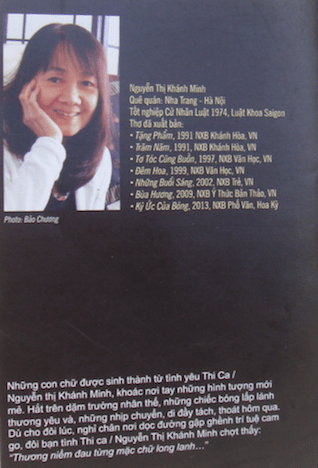 Nguyễn Thị Khánh Minh
Quê quán: Nha Trang - Hà Nội
Tốt nghiệp Cử Nhân Luật 1974, Luật Khoa Saigon
Thơ đã xuất bản:
• Tặng Phẩm, 1991 NXB Khánh Hòa, VN
• Trăm Năm, 1991, NXB Khánh Hòa, VN
• Tơ Tóc Cũng Buồn, 1997, NXB Văn Học, VN
• Đêm Hoa, 1999, NXB Văn Học, VN
• Những Buổi Sáng, 2002, NXB Trẻ, VN
• Bùa Hương, 2009, NXB Ý Thức Bản Thảo, VN
• Ký Ức Của Bóng, 2013, NXB Phố Văn, Hoa Kỳ
Photo: Bảo Chương
Những con chữ được sinh thành từ tình yêu Thi Ca /
Nguyễn thị Khánh Minh, khoác nơi tay những hình tượng mới
mẻ. Hắt trên dặm trường nhân thế, những chiếc bóng lấp lánh
thương yêu và, những nhịp chuyển, di đầy tách, thoát hôm qua.
Dù cho đôi lúc, nghỉ chân nơi dọc đường gập ghềnh trí tuệ cam
go, đôi bạn tình Thi ca / Nguyễn thị Khánh Minh chợt thấy:
"Thương niềm đau từng mặc chữ long lanh…"